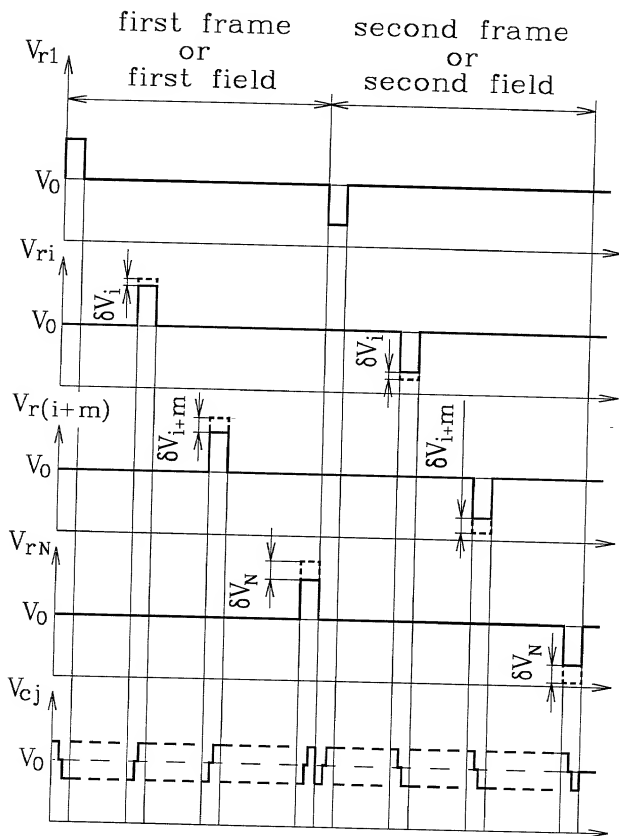 first frame
or
first field
second frame
or
second field
Vr1
V0
Vri
V0
δVi
δVi
Vr(i+m)
V0
δVi+m
δVi+m
VrN
V0
δVN
δVN
Vcj
V0